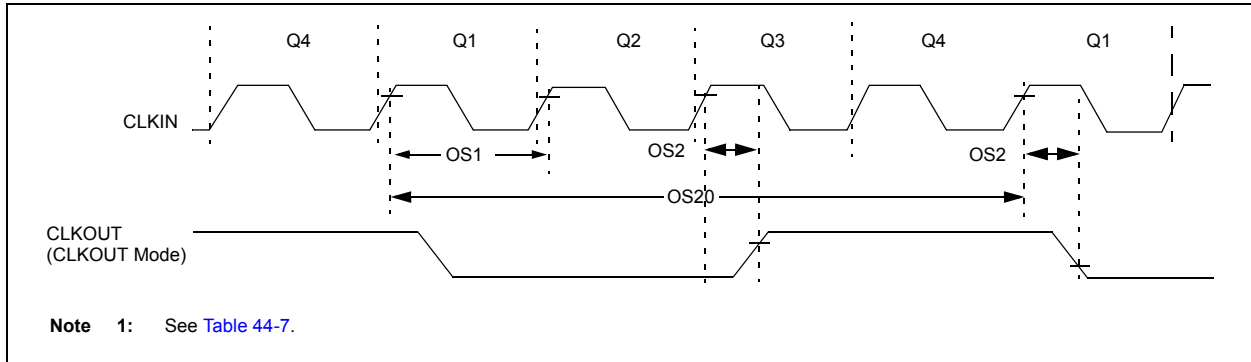 Q4 Q1 Q2 Q3 Q4 Q1
CLKIN
OS1 OS2 OS2
OS20
CLKOUT
(CLKOUT Mode)
Note 1: See Table 44-7.